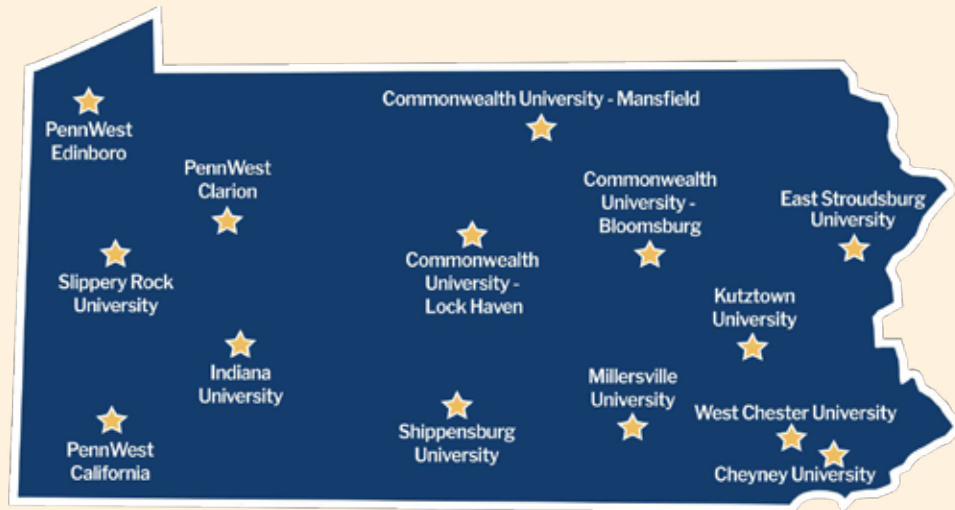 Commonwealth University - Mansfield
PennWest
Edinboro
PennWest
Clarion
Commonwealth
University -
Bloomsburg
East Stroudsburg
University
Slippery Rock
University
Commonwealth
University -
Lock Haven
Kutztown
University
Indiana
University
Millersville
University
West Chester University
PennWest
California
Shippensburg
University
Cheyney University